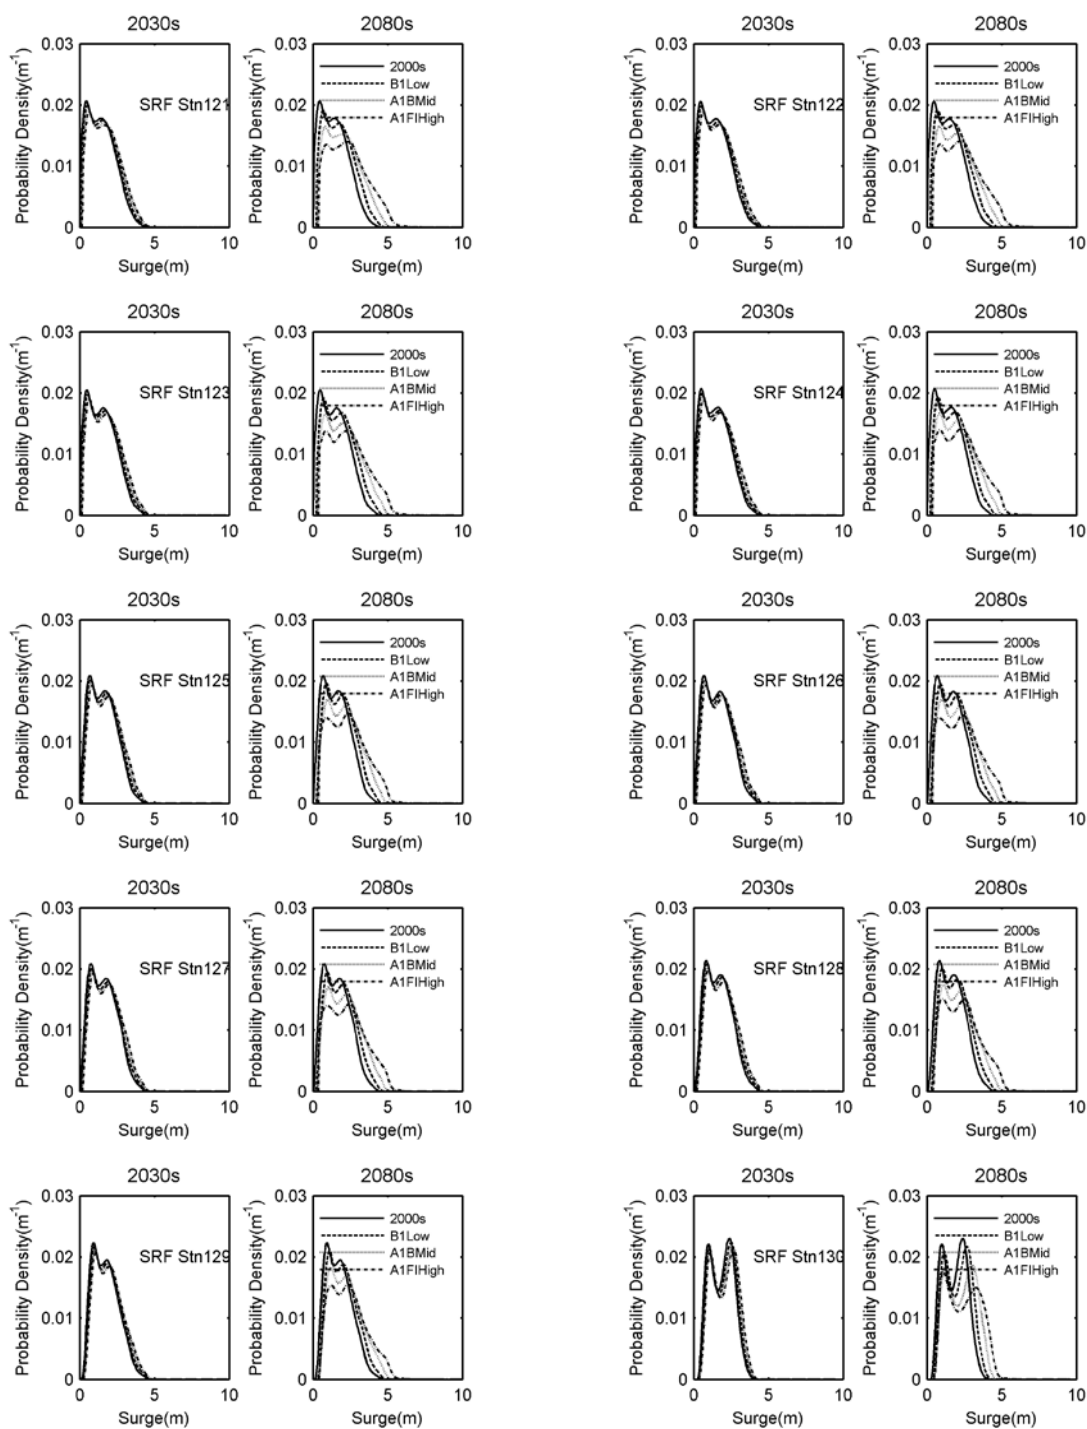 2030s
2080s
Probability Density(m⁻¹)
0.03
0.02
0.01
0
SRF Stn121
0 5 10
Surge(m)
Probability Density(m⁻¹)
0.03
0.02
0.01
0
2000s
B1Low
A1BMid
A1FIHigh
0 5 10
Surge(m)
2030s
2080s
Probability Density(m⁻¹)
0.03
0.02
0.01
0
SRF Stn122
0 5 10
Surge(m)
Probability Density(m⁻¹)
0.03
0.02
0.01
0
2000s
B1Low
A1BMid
A1FIHigh
0 5 10
Surge(m)
2030s
2080s
Probability Density(m⁻¹)
0.03
0.02
0.01
0
SRF Stn123
0 5 10
Surge(m)
Probability Density(m⁻¹)
0.03
0.02
0.01
0
2000s
B1Low
A1BMid
A1FIHigh
0 5 10
Surge(m)
2030s
2080s
Probability Density(m⁻¹)
0.03
0.02
0.01
0
SRF Stn124
0 5 10
Surge(m)
Probability Density(m⁻¹)
0.03
0.02
0.01
0
2000s
B1Low
A1BMid
A1FIHigh
0 5 10
Surge(m)
2030s
2080s
Probability Density(m⁻¹)
0.03
0.02
0.01
0
SRF Stn125
0 5 10
Surge(m)
Probability Density(m⁻¹)
0.03
0.02
0.01
0
2000s
B1Low
A1BMid
A1FIHigh
0 5 10
Surge(m)
2030s
2080s
Probability Density(m⁻¹)
0.03
0.02
0.01
0
SRF Stn126
0 5 10
Surge(m)
Probability Density(m⁻¹)
0.03
0.02
0.01
0
2000s
B1Low
A1BMid
A1FIHigh
0 5 10
Surge(m)
2030s
2080s
Probability Density(m⁻¹)
0.03
0.02
0.01
0
SRF Stn127
0 5 10
Surge(m)
Probability Density(m⁻¹)
0.03
0.02
0.01
0
2000s
B1Low
A1BMid
A1FIHigh
0 5 10
Surge(m)
2030s
2080s
Probability Density(m⁻¹)
0.03
0.02
0.01
0
SRF Stn128
0 5 10
Surge(m)
Probability Density(m⁻¹)
0.03
0.02
0.01
0
2000s
B1Low
A1BMid
A1FIHigh
0 5 10
Surge(m)
2030s
2080s
Probability Density(m⁻¹)
0.03
0.02
0.01
0
SRF Stn129
0 5 10
Surge(m)
Probability Density(m⁻¹)
0.03
0.02
0.01
0
2000s
B1Low
A1BMid
A1FIHigh
0 5 10
Surge(m)
2030s
2080s
Probability Density(m⁻¹)
0.03
0.02
0.01
0
SRF Stn130
0 5 10
Surge(m)
Probability Density(m⁻¹)
0.03
0.02
0.01
0
2000s
B1Low
A1BMid
A1FIHigh
0 5 10
Surge(m)